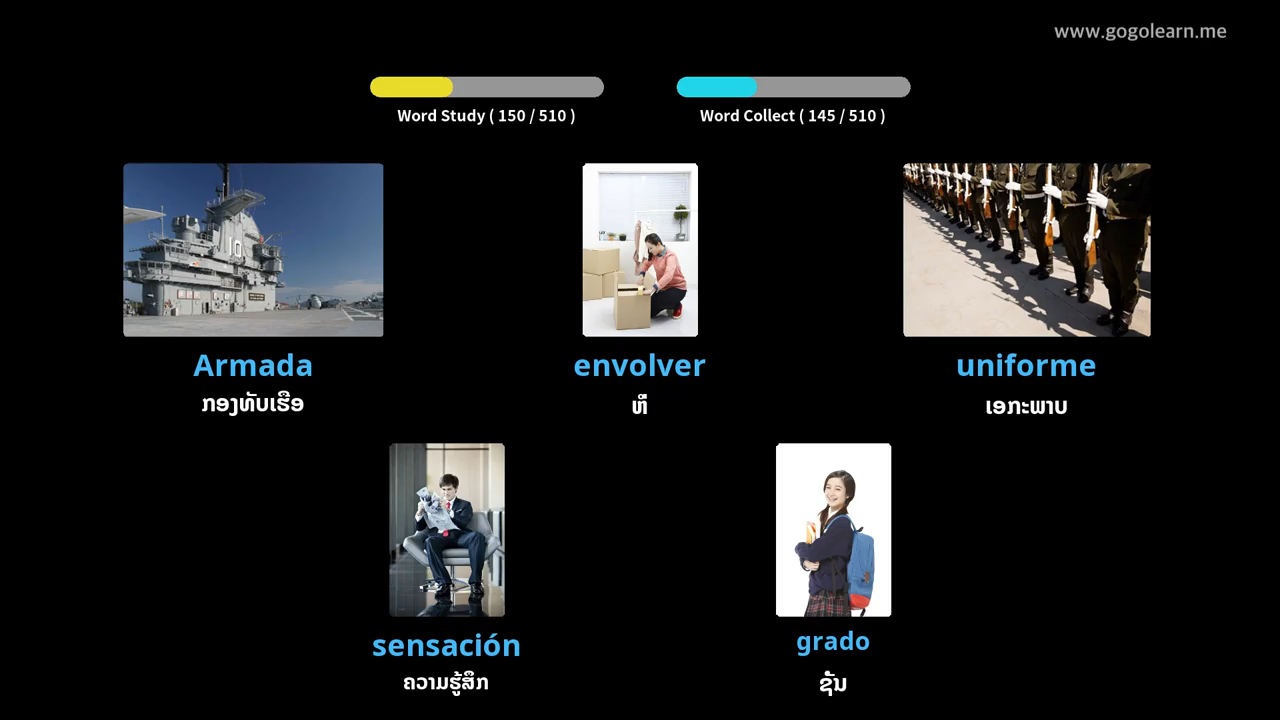 www.gogolearn.me
Word Study ( 150 / 510 )
Word Collect ( 145 / 510 )
Armada
envolver
uniforme
ກອງທັບເຮືອ
ຫໍ່
ເອກະພາບ
sensación
grado
ຄວາມຮູ້ສຶກ
ຊັ້ນ